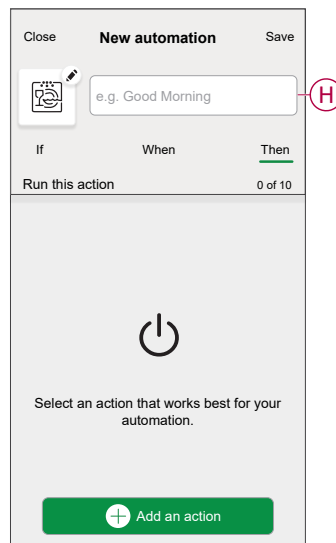 Close New automation Save
e.g. Good Morning H
If When Then
Run this action 0 of 10
Select an action that works best for your
automation.
Add an action